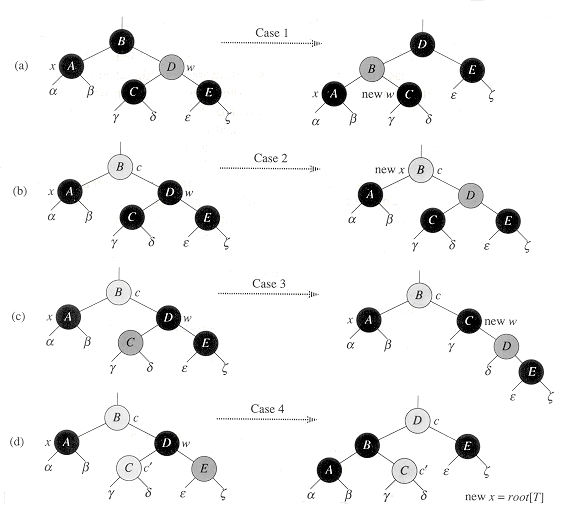 Case 1
(a)
B
D
x A
D w
B
E
C
E
x A
new w C
α β
γ δ
ε ζ
α β
γ δ
ε ζ
Case 2
(b)
B c
new x B c
x A
D w
A
D
C
E
C
E
α β
γ δ
ε ζ
α β
γ δ
ε ζ
Case 3
(c)
B c
B c
x A
D w
x A
C new w
C
E
D
α β
γ δ
ε ζ
α β
γ
δ
E
ε ζ
Case 4
(d)
B c
D c
x A
D w
B
E
C c′
E
A
C c′
α β
γ δ
ε ζ
α β
γ δ
ε ζ
new x = root[T]